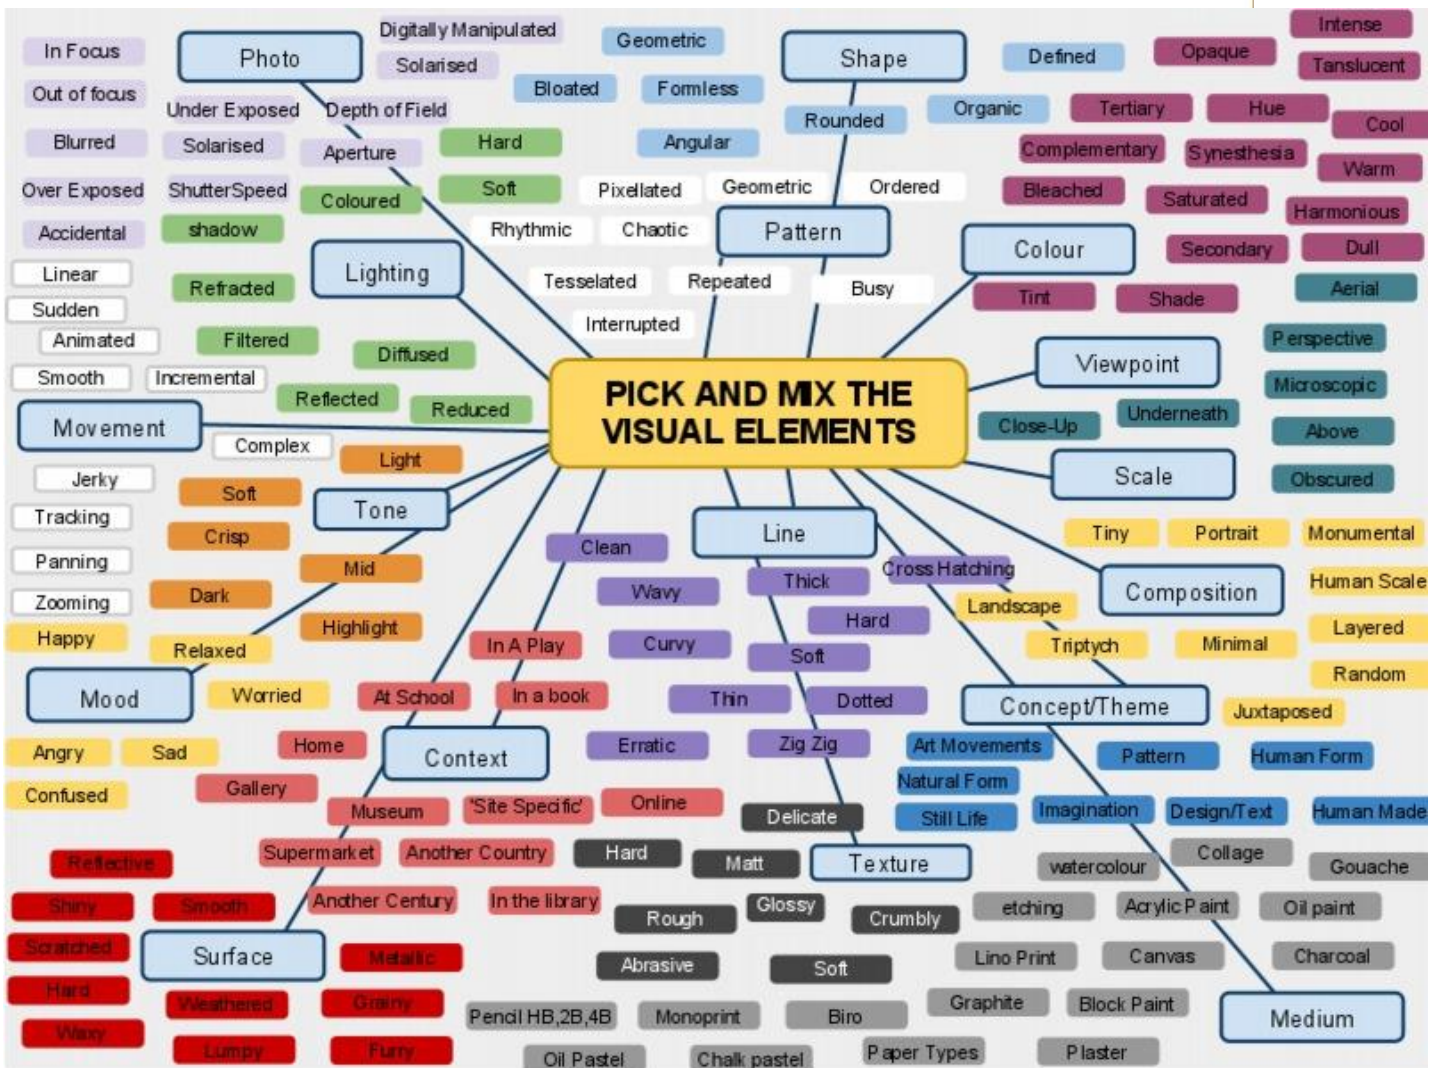 Photo
In Focus
Out of focus
Blurred
Over Exposed
Accidental
Digitally Manipulated
Solarised
Under Exposed
Depth of Field
Solarised
Aperture
ShutterSpeed
Lighting
Hard
Soft
Coloured
shadow
Refracted
Filtered
Diffused
Reflected
Reduced
Shape
Geometric
Defined
Bloated
Formless
Organic
Rounded
Angular
Pattern
Pixellated
Geometric
Ordered
Rhythmic
Chaotic
Tesselated
Repeated
Busy
Interrupted
Colour
Intense
Opaque
Tanslucent
Tertiary
Hue
Cool
Complementary
Synesthesia
Warm
Bleached
Saturated
Harmonious
Secondary
Dull
Tint
Shade
PICK AND MIX THE
VISUAL ELEMENTS
Viewpoint
Aerial
Perspective
Microscopic
Underneath
Close-Up
Above
Obscured
Scale
Tiny
Portrait
Monumental
Human Scale
Landscape
Layered
Triptych
Minimal
Random
Juxtaposed
Composition
Movement
Linear
Sudden
Animated
Smooth
Incremental
Complex
Jerky
Tracking
Panning
Zooming
Tone
Light
Soft
Crisp
Mid
Dark
Highlight
Mood
Happy
Relaxed
Worried
Angry
Sad
Confused
Context
In A Play
At School
In a book
Home
Gallery
Museum
'Site Specific'
Online
Supermarket
Another Country
Another Century
In the library
Line
Clean
Thick
Cross Hatching
Wavy
Hard
Curvy
Soft
Thin
Dotted
Erratic
Zig Zig
Concept/Theme
Art Movements
Pattern
Human Form
Natural Form
Still Life
Imagination
Design/Text
Human Made
Texture
Delicate
Hard
Matt
Glossy
Rough
Crumbly
Abrasive
Soft
Surface
Reflective
Shiny
Smooth
Scratched
Metallic
Hard
Weathered
Grainy
Waxy
Lumpy
Furry
Medium
watercolour
Collage
Gouache
etching
Acrylic Paint
Oil paint
Lino Print
Canvas
Charcoal
Graphite
Block Paint
Pencil HB,2B,4B
Monoprint
Biro
Oil Pastel
Chalk pastel
Paper Types
Plaster